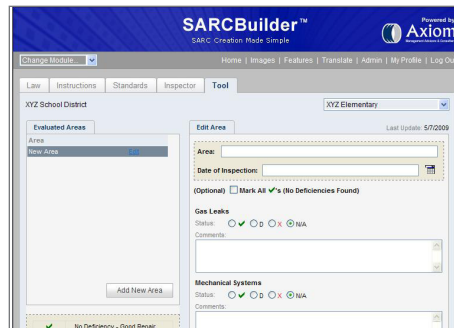 SARCBuilder™
SARC Creation Made Simple
Powered by
Axiom
Change Module...
Home | Images | Features | Translate | Admin | My Profile | Log Ou
Law Instructions Standards Inspector Tool
XYZ School District
XYZ Elementary
Evaluated Areas
Area
New Area Edit
Add New Area
No Deficiency - Good Repair
Edit Area
Last Update: 5/7/2009
Area:
Date of Inspection:
(Optional) Mark All ✓'s (No Deficiencies Found)
Gas Leaks
Status: ✓ D X N/A
Comments:
Mechanical Systems
Status: ✓ D X N/A
Comments: